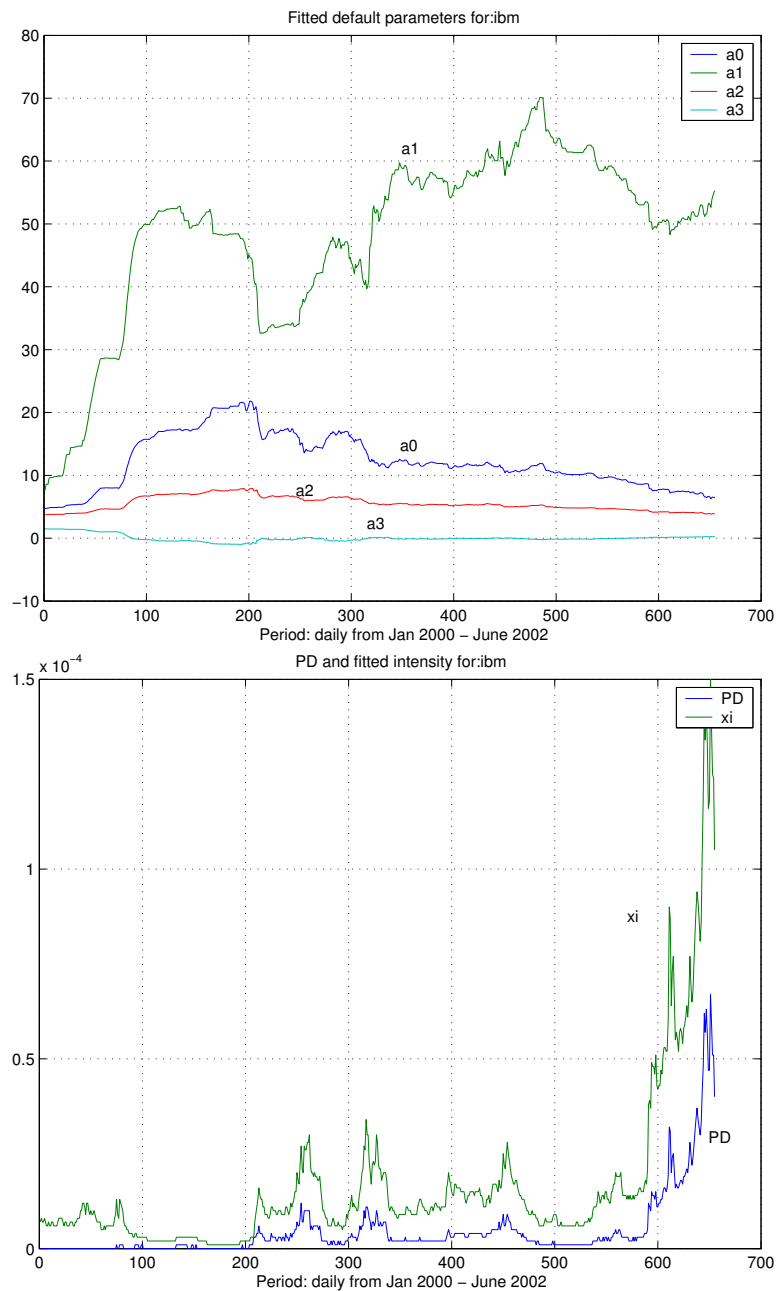 Fitted default parameters for:ibm
80
70
60
50
40
30
20
10
0
−10
a0
a1
a2
a3
a1
a0
a2
a3
0 100 200 300 400 500 600 700
Period: daily from Jan 2000 − June 2002
PD and fitted intensity for:ibm
x 10−4
1.5
1
0.5
0
PD
xi
xi
PD
0 100 200 300 400 500 600 700
Period: daily from Jan 2000 − June 2002